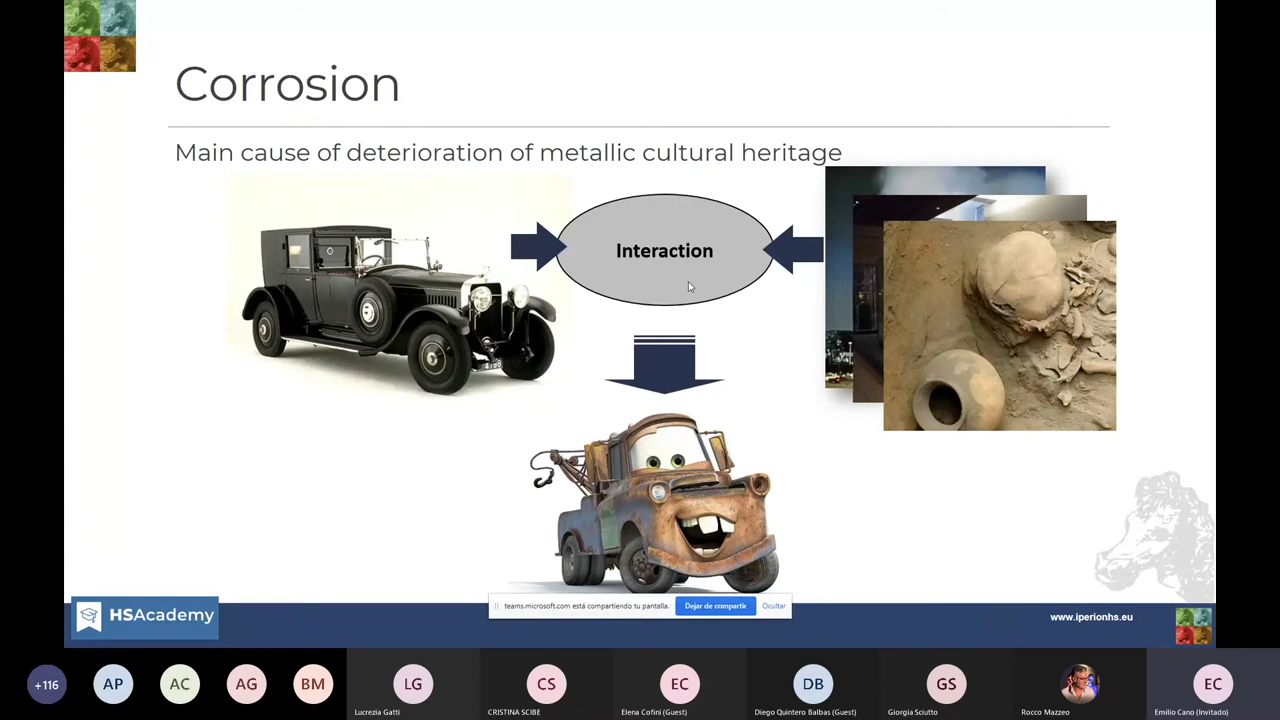 Corrosion
Main cause of deterioration of metallic cultural heritage
Interaction
teams.microsoft.com está compartiendo tu pantalla.
Dejar de compartir
Ocultar
HSAcademy
www.iperionhs.eu
+116
AP
AC
AG
BM
LG
CS
EC
DB
GS
EC
Lucrezia Gatti
CRISTINA SCIBE
Elena Cofini (Guest)
Diego Quintero Balbas (Guest)
Giorgia Sciutto
Rocco Mazzeo
Emilio Cano (Invitado)